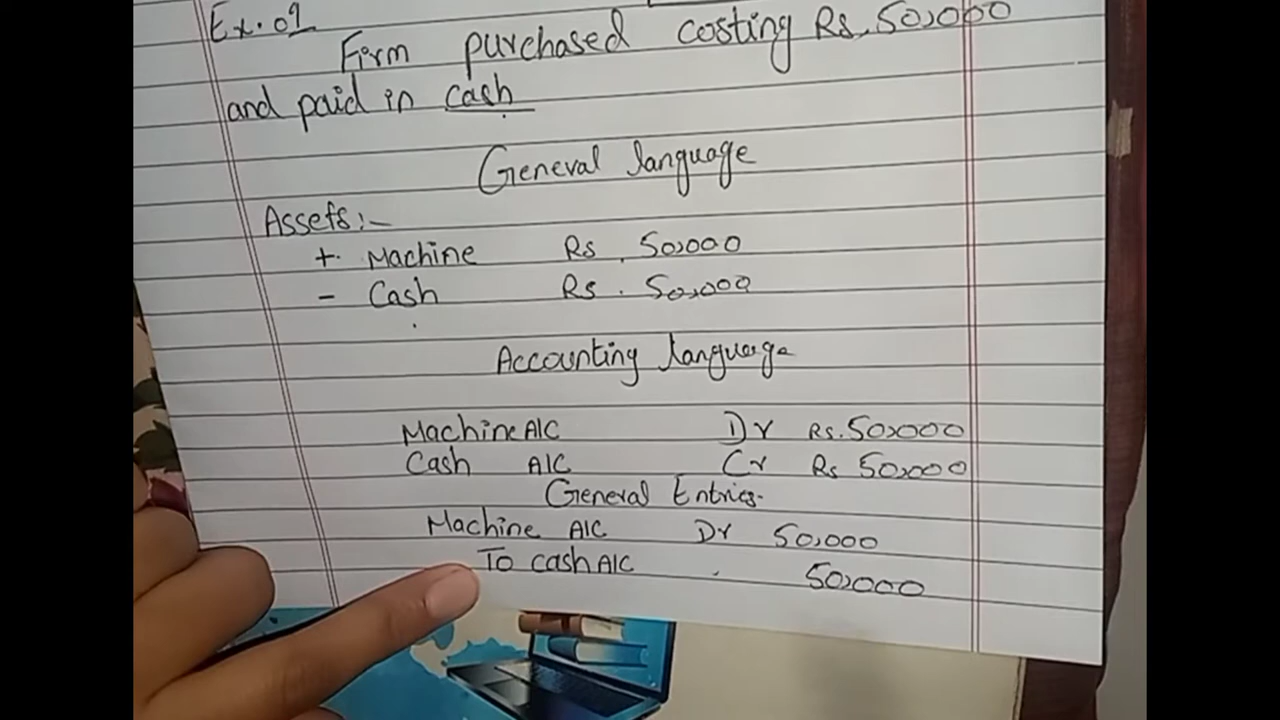 Ex.01
Firm purchased costing Rs.50,000
and paid in cash
General language
Assets:-
+ Machine Rs. 50,000
- Cash Rs. 50,000
Accounting language
Machine A/C Dr Rs.50,000
Cash A/C Cr Rs 50,000
General Entries.
Machine A/C Dr 50,000
To cash A/C 50,000